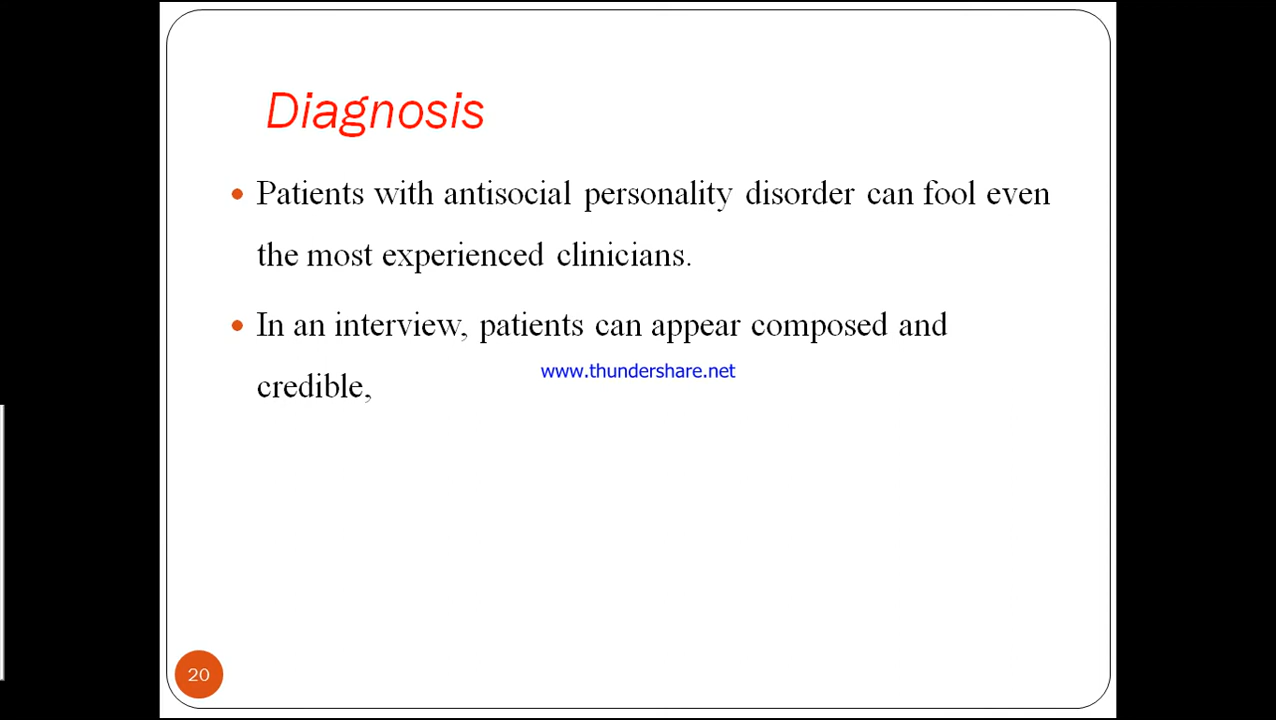 Diagnosis
• Patients with antisocial personality disorder can fool even
the most experienced clinicians.
• In an interview, patients can appear composed and
www.thundershare.net
credible,
20